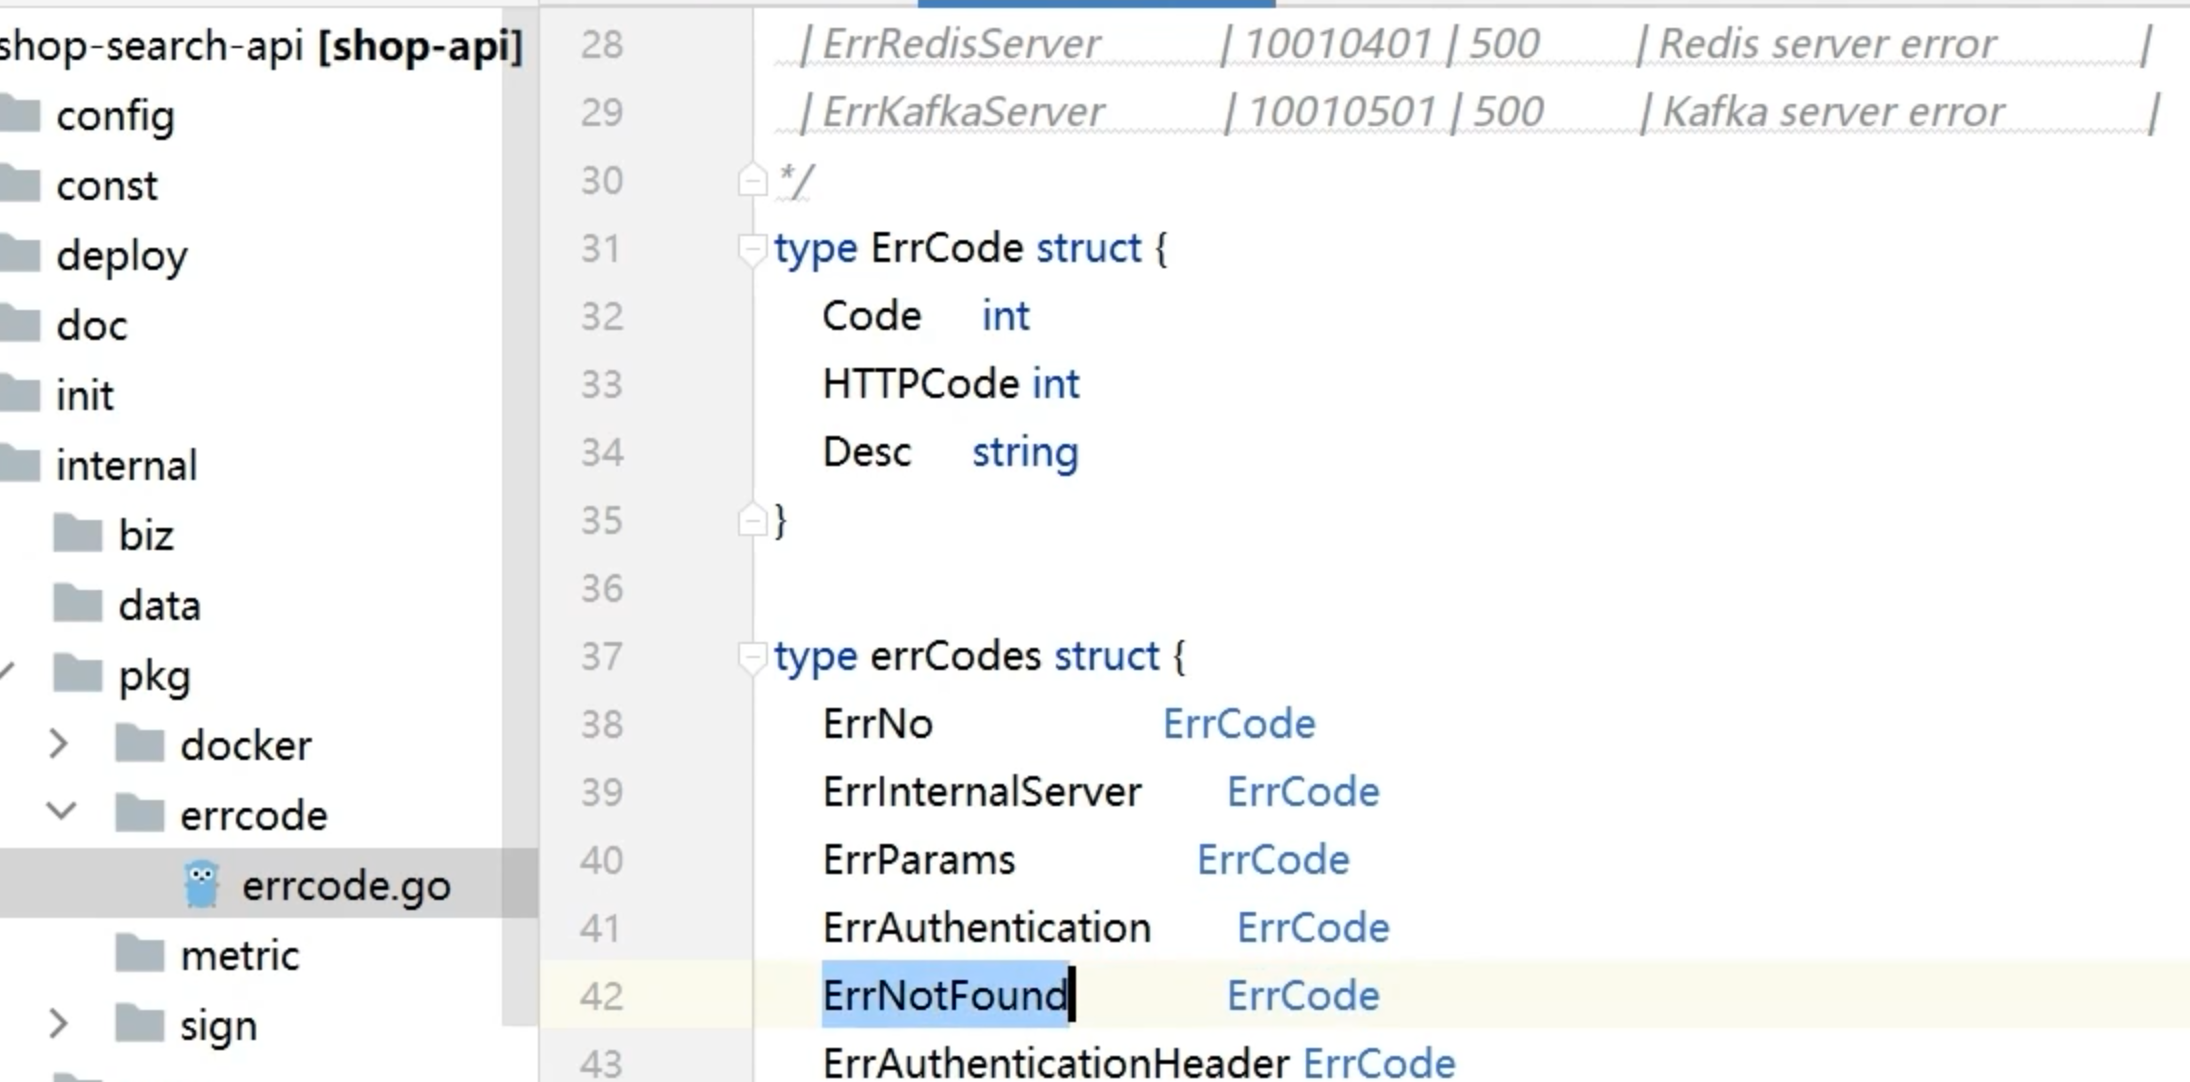 shop-search-api [shop-api]
config
const
deploy
doc
init
internal
biz
data
pkg
docker
errcode
errcode.go
metric
sign
28 | ErrRedisServer | 10010401 | 500 | Redis server error |
29 | ErrKafkaServer | 10010501 | 500 | Kafka server error |
30 */
31 type ErrCode struct {
32 Code int
33 HTTPCode int
34 Desc string
35 }
36
37 type errCodes struct {
38 ErrNo ErrCode
39 ErrInternalServer ErrCode
40 ErrParams ErrCode
41 ErrAuthentication ErrCode
42 ErrNotFound ErrCode
43 ErrAuthenticationHeader ErrCode